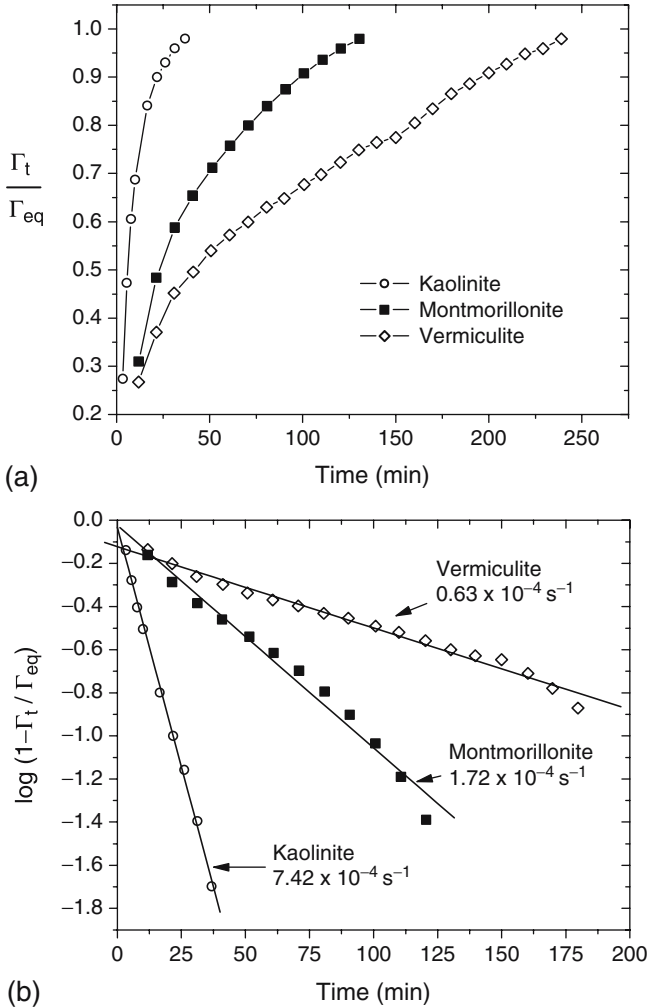 1.0
0.9
0.8
0.7
0.6
0.5
0.4
0.3
0.2
Γt
Γeq
Kaolinite
Montmorillonite
Vermiculite
0 50 100 150 200 250
Time (min)
(a)
0.0
−0.2
−0.4
−0.6
−0.8
−1.0
−1.2
−1.4
−1.6
−1.8
log (1−Γt / Γeq)
Vermiculite
0.63 x 10−4 s−1
Montmorillonite
1.72 x 10−4 s−1
Kaolinite
7.42 x 10−4 s−1
0 25 50 75 100 125 150 175 200
Time (min)
(b)